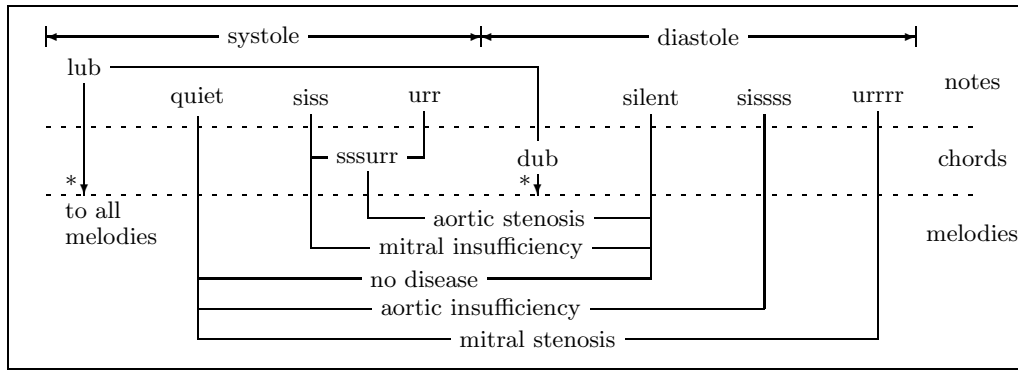 systole diastole
lub
notes
quiet siss urr silent sissss urrrr
sssurr dub chords
* *
to all
melodies
aortic stenosis
melodies
mitral insufficiency
no disease
aortic insufficiency
mitral stenosis